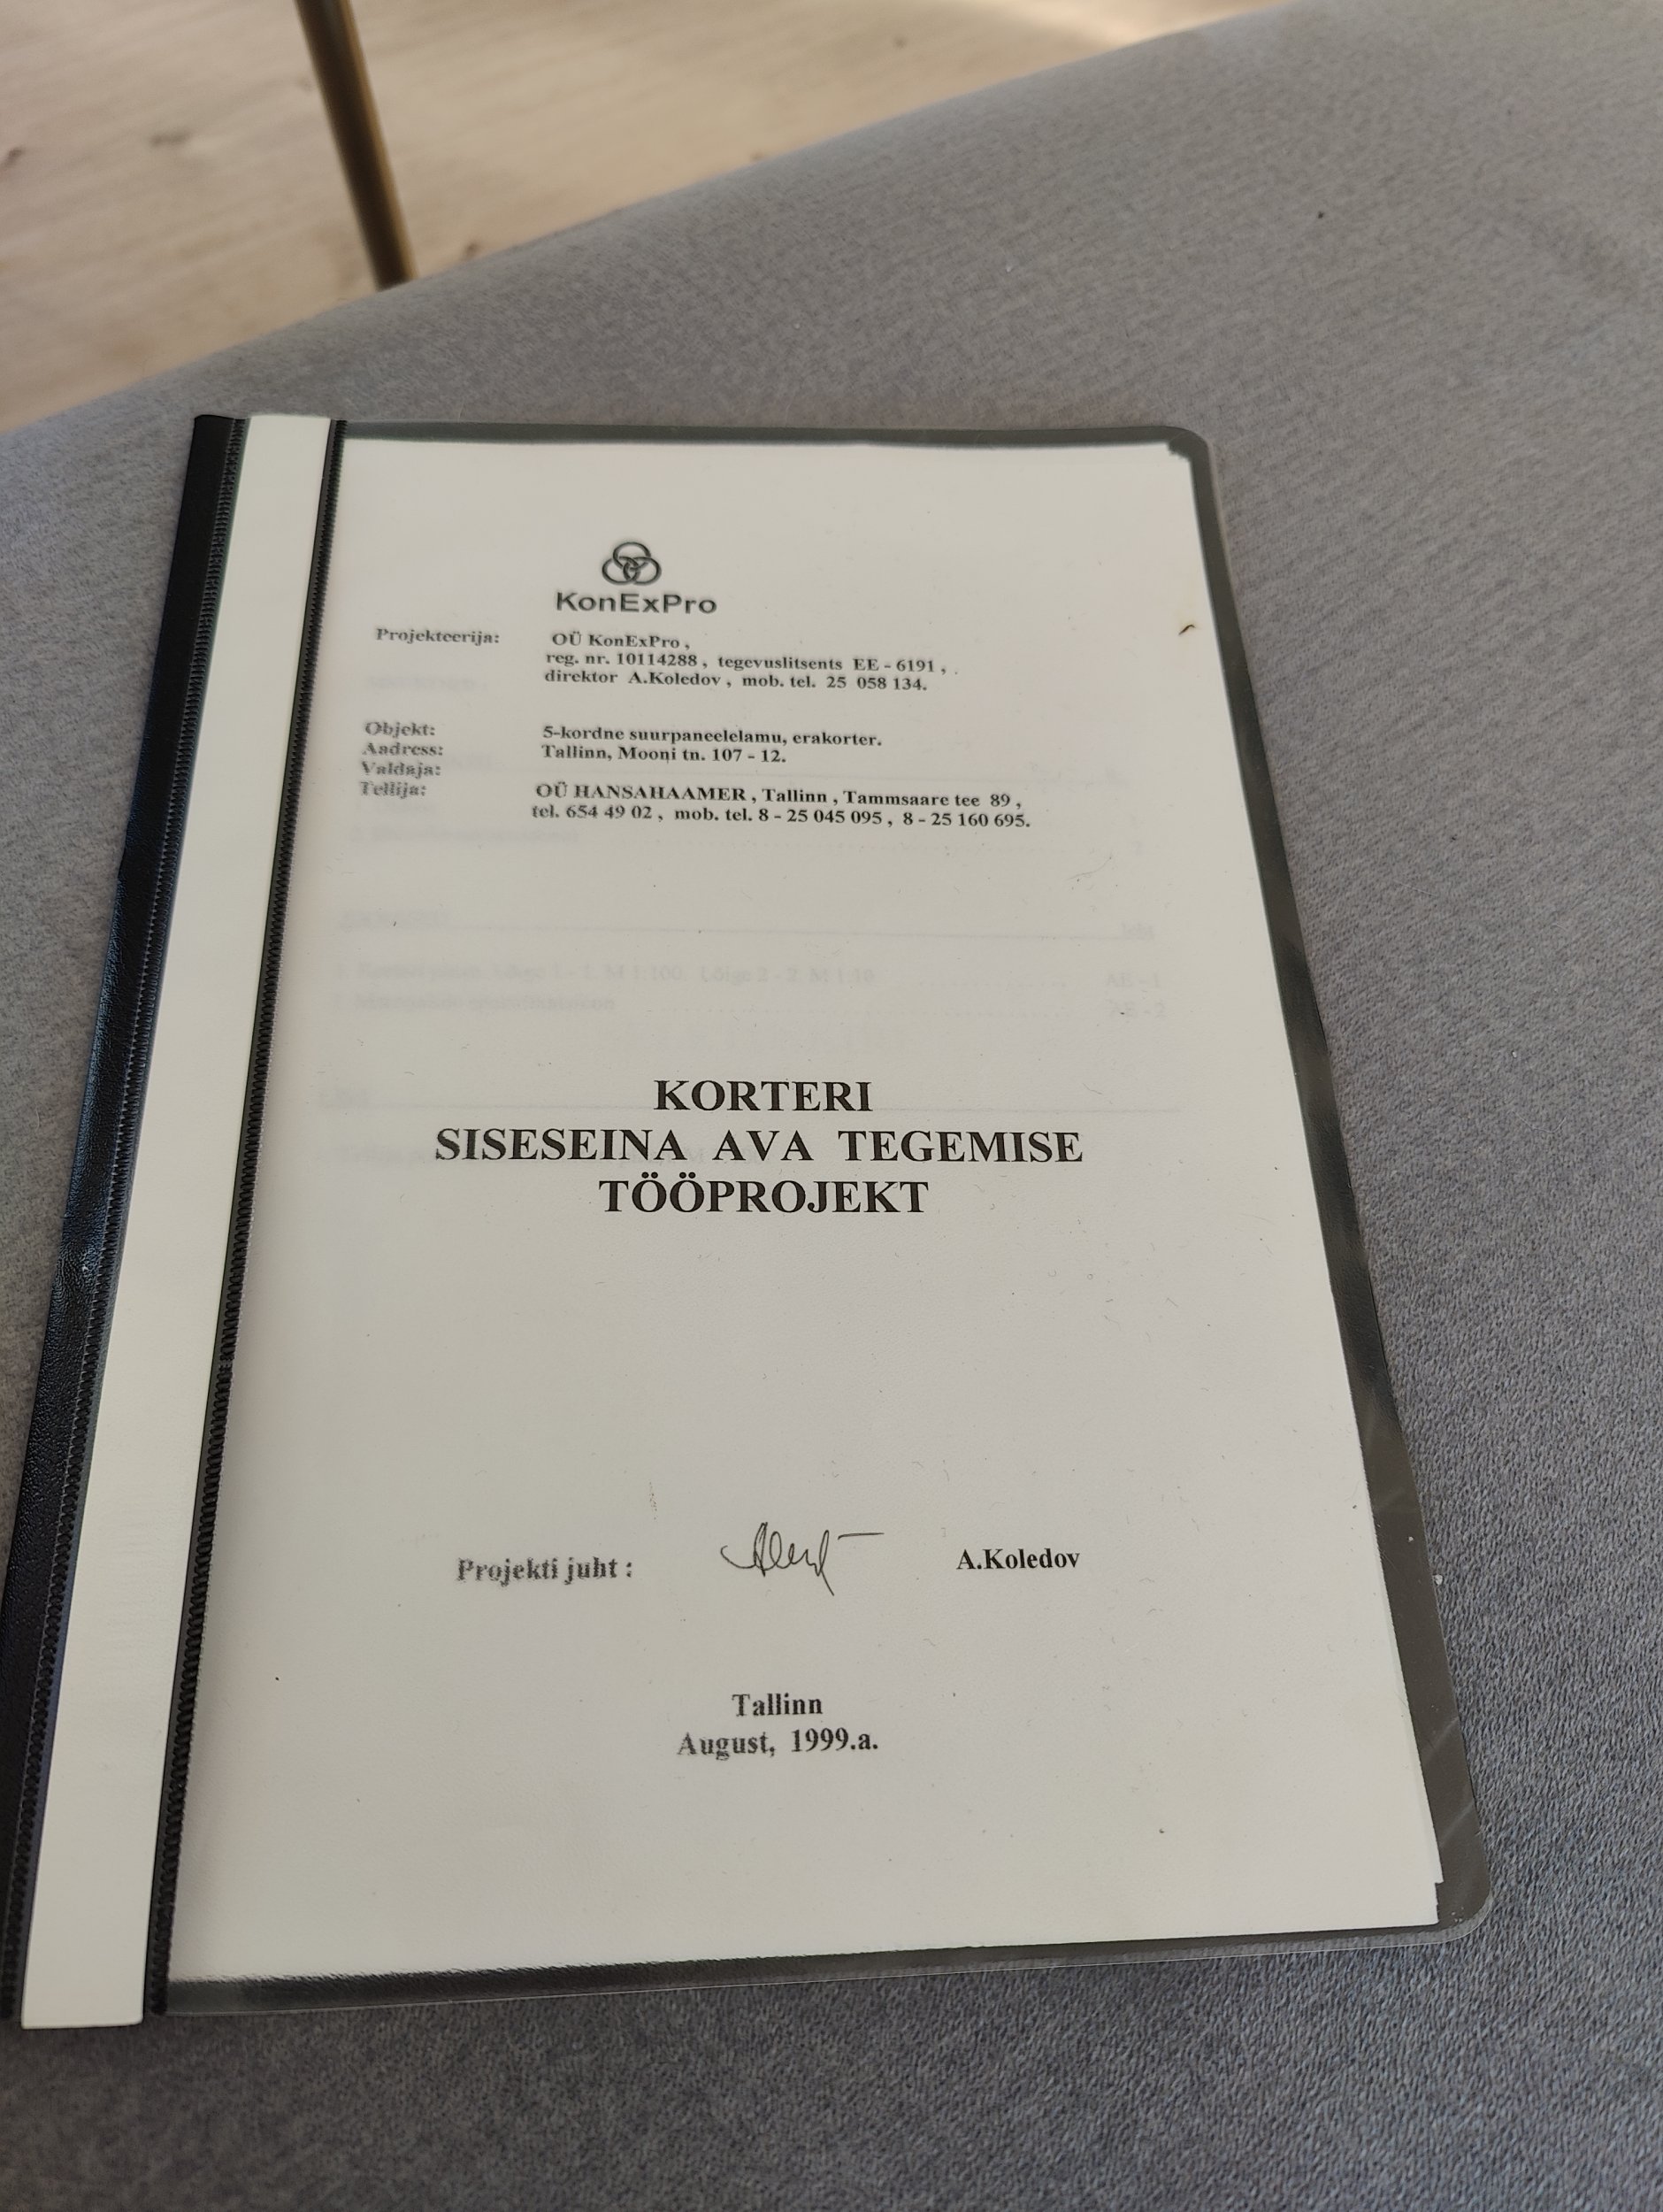 KonExPro
Projekteerija: OÜ KonExPro ,
reg. nr. 10114288 , tegevuslitsents EE - 6191 , .
direktor A.Koledov , mob. tel. 25 058 134.
Objekt: 5-kordne suurpaneelelamu, erakorter.
Aadress: Tallinn, Mooni tn. 107 - 12.
Valdaja:
Tellija: OÜ HANSAHAAMER , Tallinn , Tammsaare tee 89 ,
tel. 654 49 02 , mob. tel. 8 - 25 045 095 , 8 - 25 160 695.
KORTERI
SISESEINA AVA TEGEMISE
TÖÖPROJEKT
Projekti juht : A.Koledov
Tallinn
August, 1999.a.